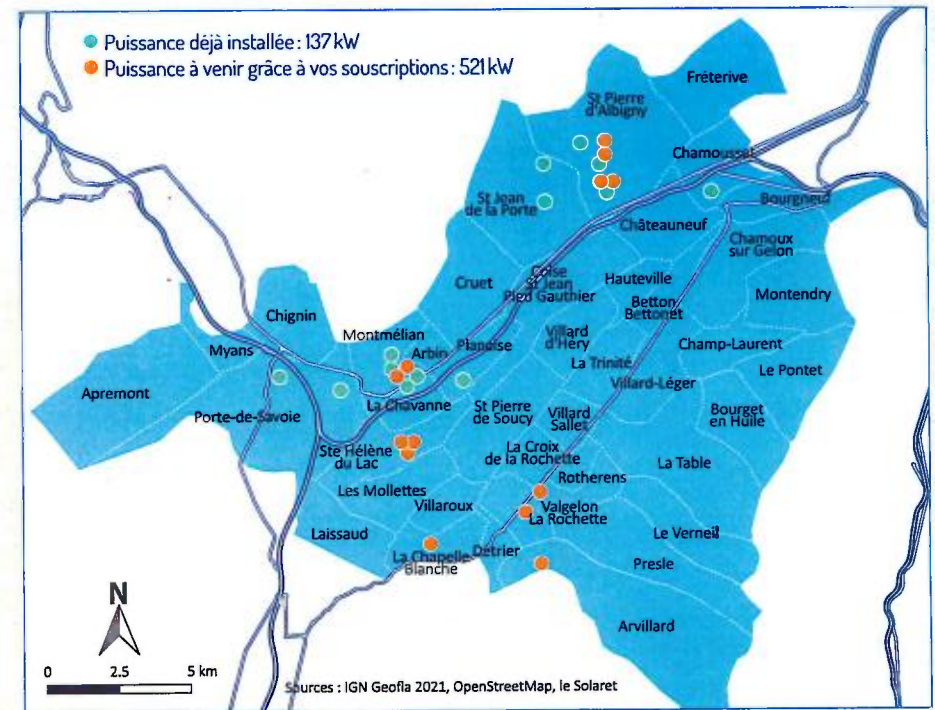 Puissance déjà installée : 137 kW
Puissance à venir grâce à vos souscriptions : 521 kW
Fréterive
St Pierre
d'Albigny
Chamousset
Bourgneuf
St Jean
de la Porte
Châteauneuf
Chamoux
sur Gelon
Coise
St Jean
Pied Gauthier
Cruet
Hauteville
Betton
Bettonet
Montendry
Chignin
Montmélian
Arbin
Planaise
Villard
d'Héry
Champ-Laurent
Myans
La Trinité
Le Pontet
Villard-Léger
Apremont
La Chavanne
Porte-de-Savoie
St Pierre
de Soucy
Villard
Sallet
Bourget
en Huile
Ste Hélène
du Lac
La Croix
de la Rochette
La Table
Rotherens
Les Mollettes
Villaroux
Valgelon
La Rochette
Laissaud
Le Verneil
La Chapelle
Blanche
Détrier
Presle
Arvillard
N
0 2.5 5 km
Sources : IGN Geofla 2021, OpenStreetMap, le Solaret